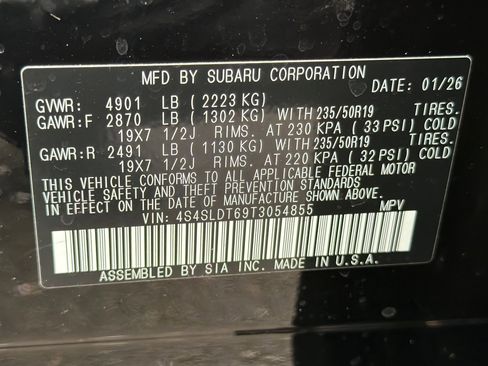 MFD BY SUBARU CORPORATION
DATE: 01/26
GVWR: 4901 LB (2223 KG)
GAWR:F 2870 LB (1302 KG) WITH 235/50R19 TIRES.
19X7 1/2J RIMS. AT 230 KPA (33 PSI) COLD
GAWR:R 2491 LB (1130 KG) WITH 235/50R19 TIRES.
19X7 1/2J RIMS. AT 220 KPA (32 PSI) COLD
THIS VEHICLE CONFORMS TO ALL APPLICABLE FEDERAL MOTOR
VEHICLE SAFETY AND THEFT PREVENTION STANDARDS
IN EFFECT ON THE DATE OF MANUFACTURE SHOWN ABOVE.
VIN: 4S4SLDT69T3054855 MPV
ASSEMBLED BY SIA INC. MADE IN U.S.A.